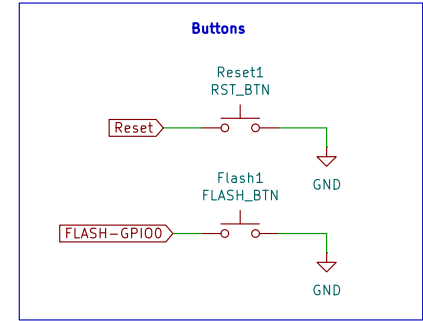 Buttons
Reset1
RST_BTN
Reset
GND
Flash1
FLASH_BTN
FLASH-GPIO0
GND